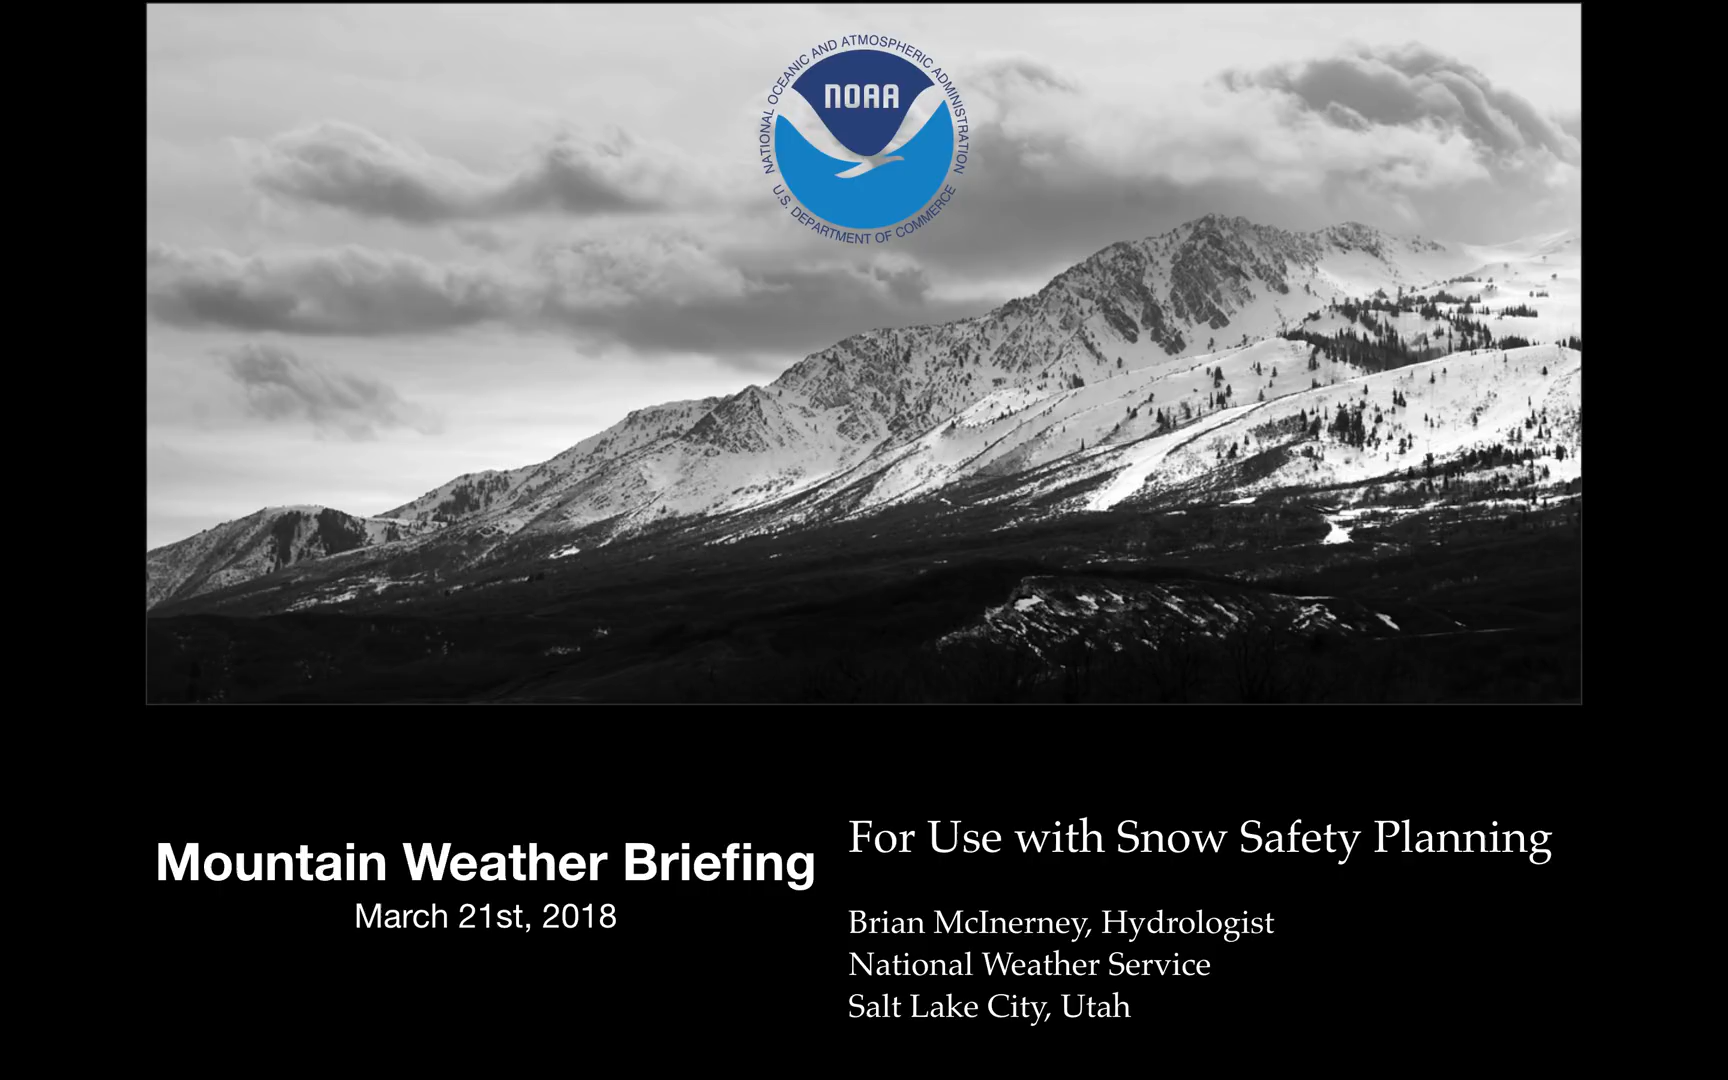 NATIONAL OCEANIC AND ATMOSPHERIC ADMINISTRATION
NOAA
U.S. DEPARTMENT OF COMMERCE
Mountain Weather Briefing
March 21st, 2018
For Use with Snow Safety Planning
Brian McInerney, Hydrologist
National Weather Service
Salt Lake City, Utah